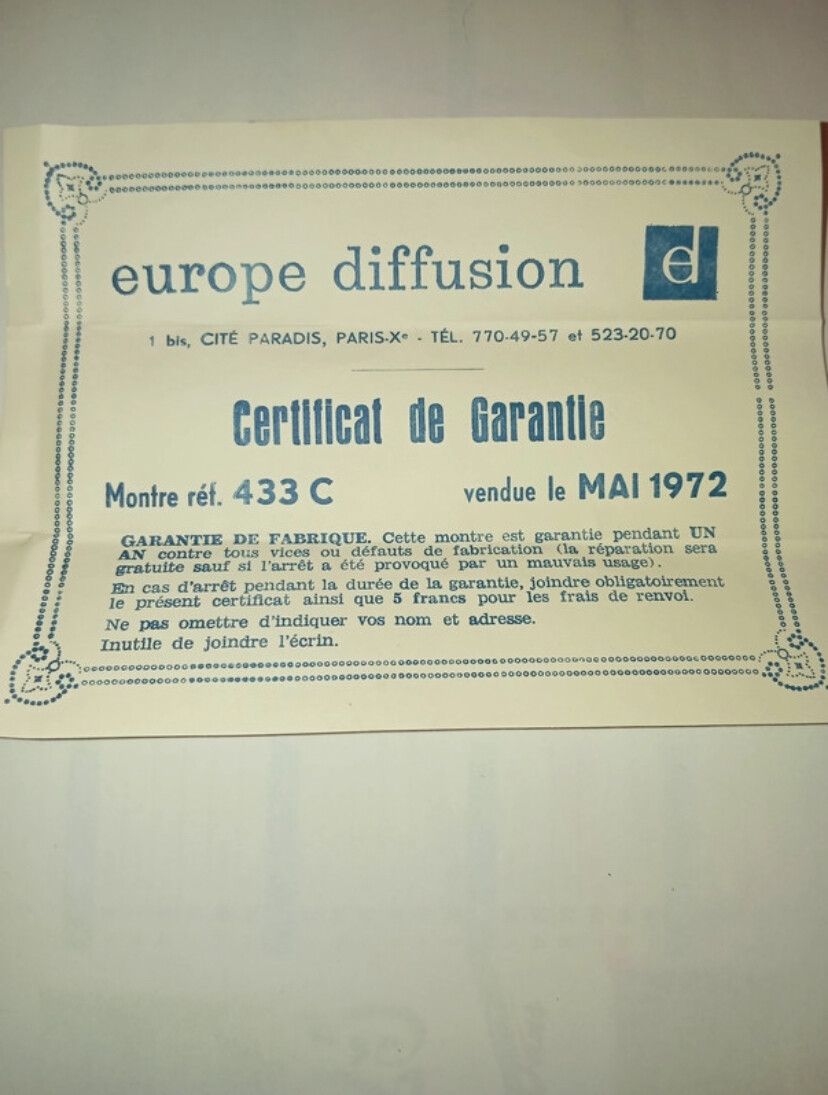 europe diffusion ed
1 bis, CITÉ PARADIS, PARIS-Xᵉ - TÉL. 770-49-57 et 523-20-70
Certificat de Garantie
Montre réf. 433 C vendue le MAI 1972
GARANTIE DE FABRIQUE. Cette montre est garantie pendant UN
AN contre tous vices ou défauts de fabrication (la réparation sera
gratuite sauf si l'arrêt a été provoqué par un mauvais usage).
En cas d'arrêt pendant la durée de la garantie, joindre obligatoirement
le présent certificat ainsi que 5 francs pour les frais de renvoi.
Ne pas omettre d'indiquer vos nom et adresse.
Inutile de joindre l'écrin.